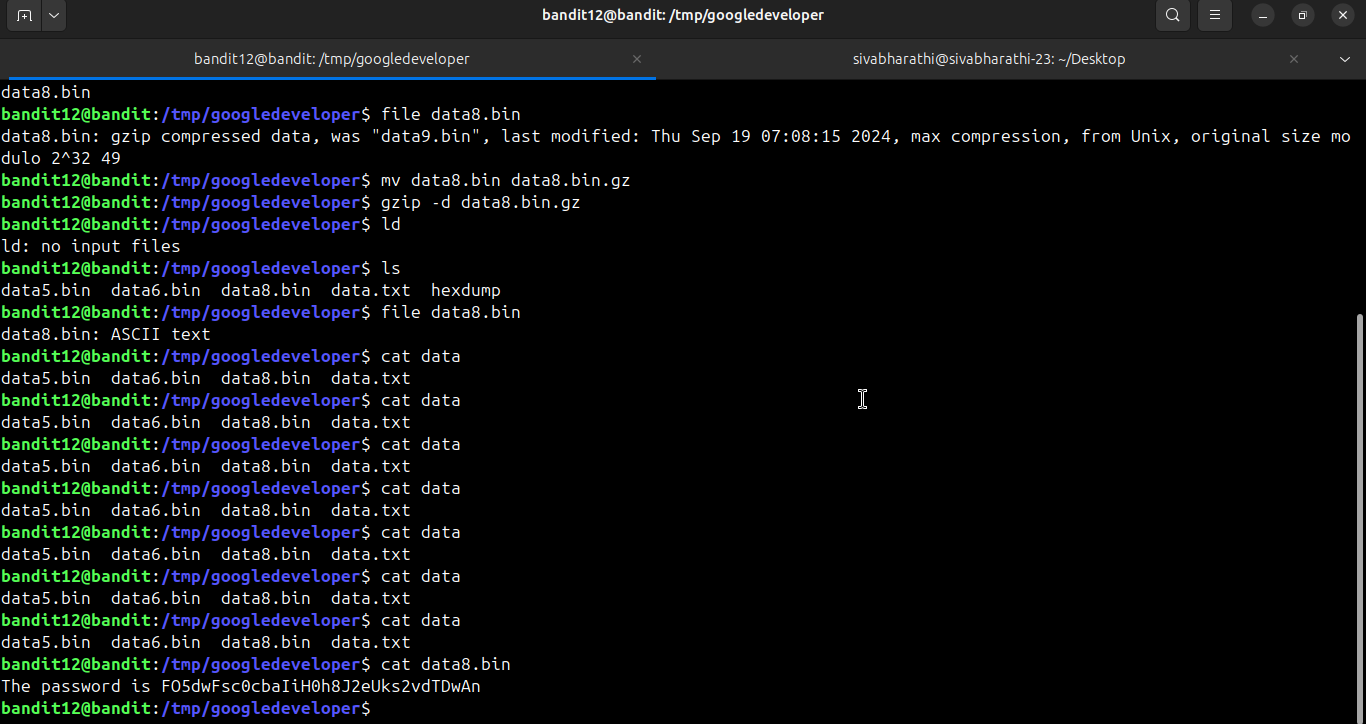 bandit12@bandit: /tmp/googledeveloper
bandit12@bandit: /tmp/googledeveloper
sivabharathi@sivabharathi-23: ~/Desktop
data8.bin
bandit12@bandit:/tmp/googledeveloper$ file data8.bin
data8.bin: gzip compressed data, was "data9.bin", last modified: Thu Sep 19 07:08:15 2024, max compression, from Unix, original size mo
dulo 2^32 49
bandit12@bandit:/tmp/googledeveloper$ mv data8.bin data8.bin.gz
bandit12@bandit:/tmp/googledeveloper$ gzip -d data8.bin.gz
bandit12@bandit:/tmp/googledeveloper$ ld
ld: no input files
bandit12@bandit:/tmp/googledeveloper$ ls
data5.bin  data6.bin  data8.bin  data.txt  hexdump
bandit12@bandit:/tmp/googledeveloper$ file data8.bin
data8.bin: ASCII text
bandit12@bandit:/tmp/googledeveloper$ cat data
data5.bin  data6.bin  data8.bin  data.txt
bandit12@bandit:/tmp/googledeveloper$ cat data
data5.bin  data6.bin  data8.bin  data.txt
bandit12@bandit:/tmp/googledeveloper$ cat data
data5.bin  data6.bin  data8.bin  data.txt
bandit12@bandit:/tmp/googledeveloper$ cat data
data5.bin  data6.bin  data8.bin  data.txt
bandit12@bandit:/tmp/googledeveloper$ cat data
data5.bin  data6.bin  data8.bin  data.txt
bandit12@bandit:/tmp/googledeveloper$ cat data
data5.bin  data6.bin  data8.bin  data.txt
bandit12@bandit:/tmp/googledeveloper$ cat data
data5.bin  data6.bin  data8.bin  data.txt
bandit12@bandit:/tmp/googledeveloper$ cat data8.bin
The password is FO5dwFsc0cbaIiH0h8J2eUks2vdTDwAn
bandit12@bandit:/tmp/googledeveloper$